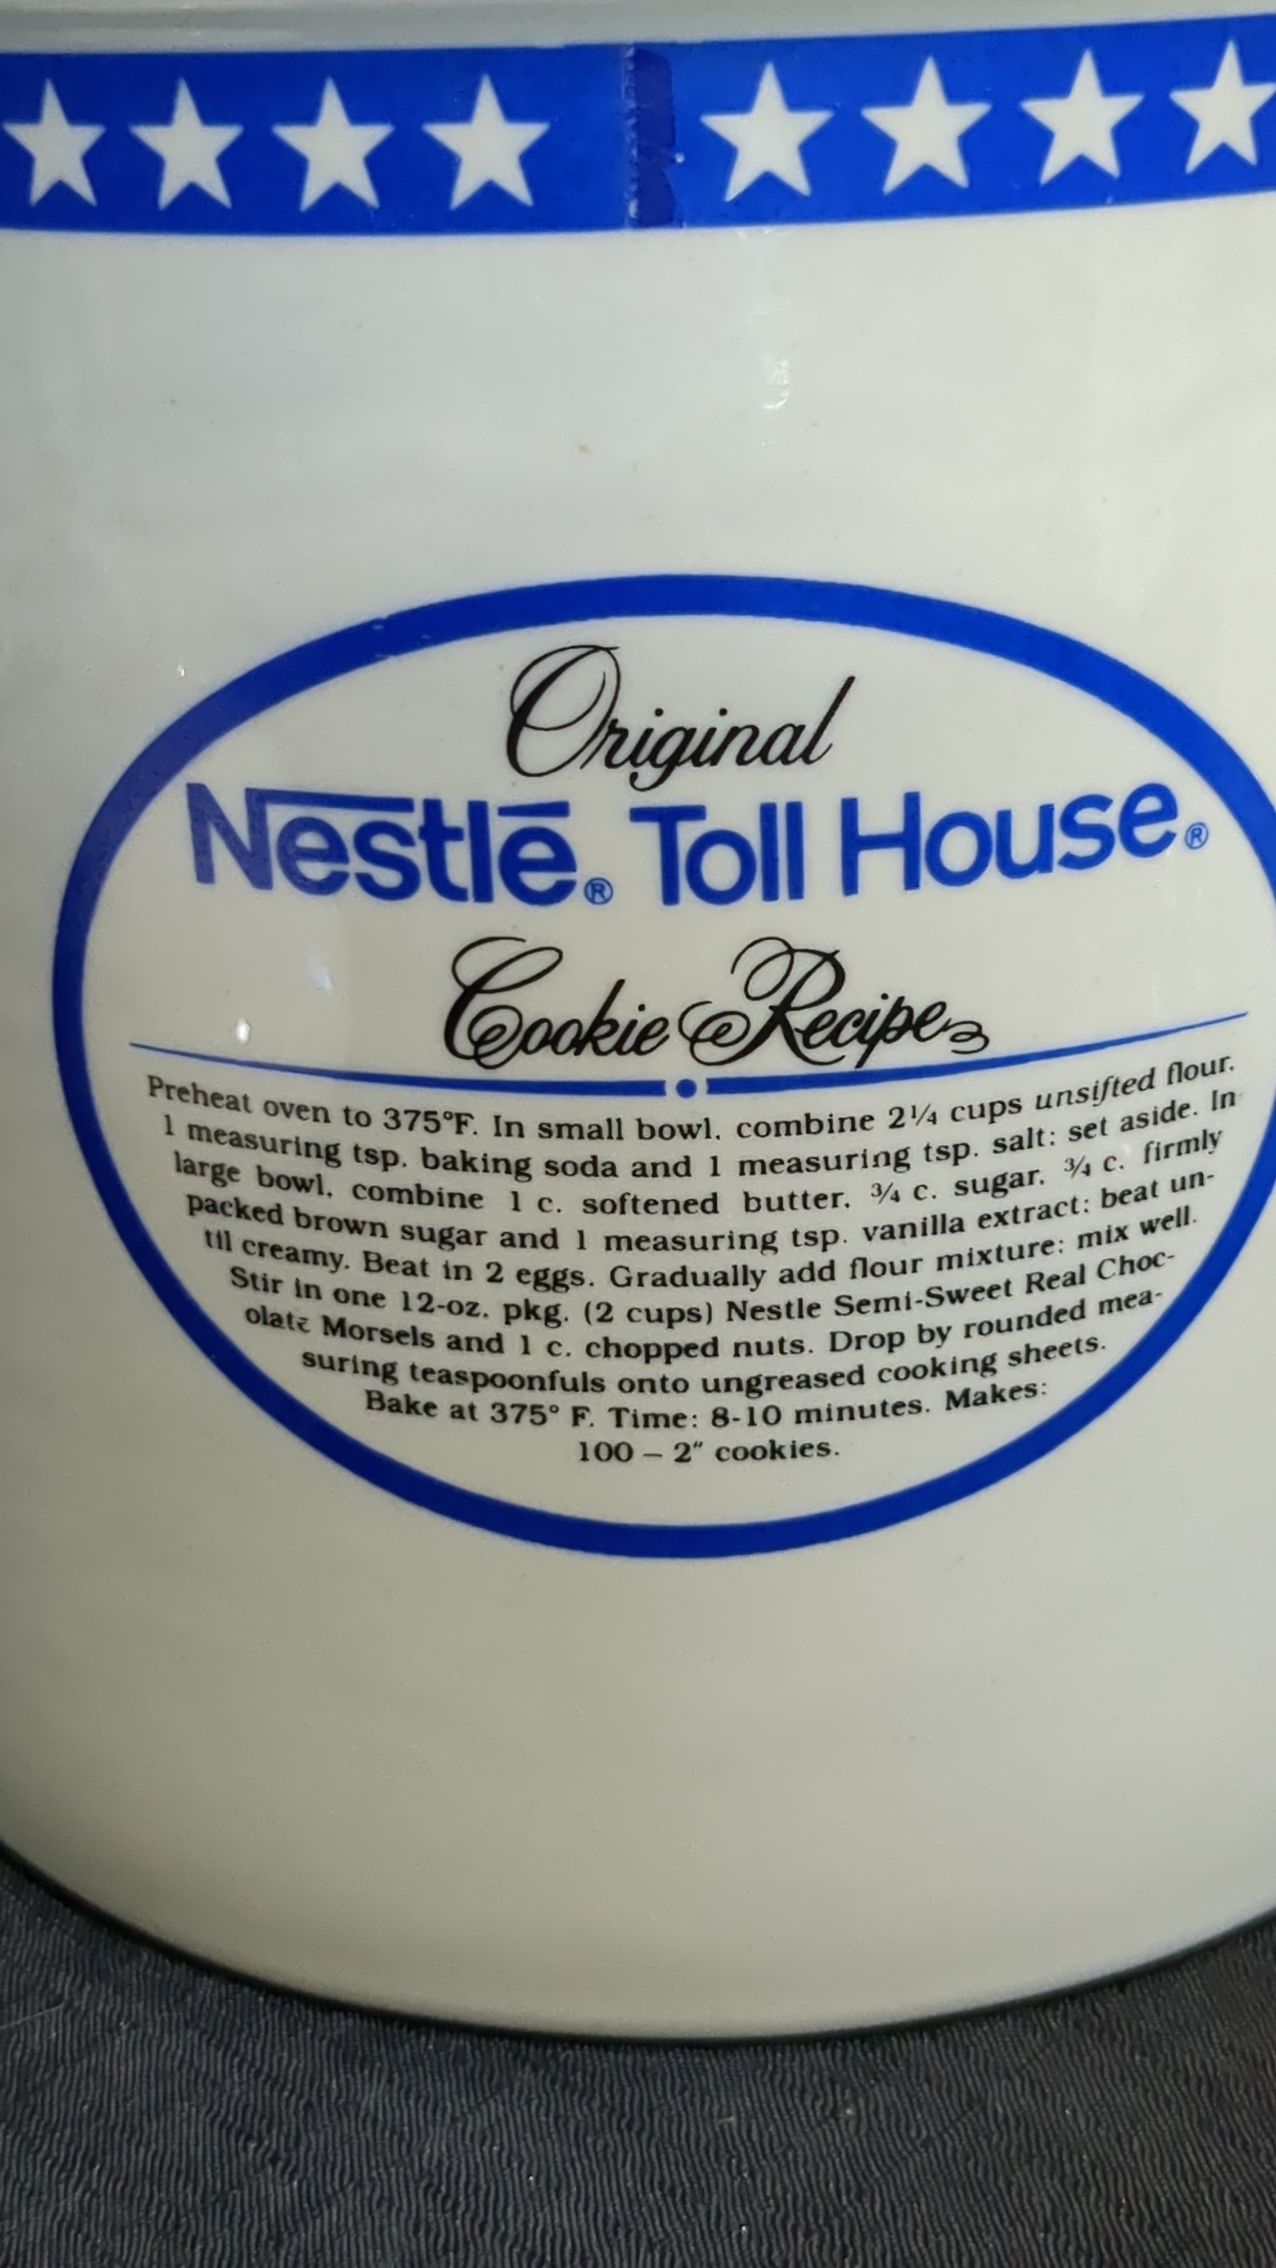 Original
Nestlē® Toll House®
Cookie Recipe
Preheat oven to 375°F. In small bowl, combine 2¼ cups unsifted flour,
1 measuring tsp. baking soda and 1 measuring tsp. salt; set aside. In
large bowl, combine 1 c. softened butter, ¾ c. sugar, ¾ c. firmly
packed brown sugar and 1 measuring tsp. vanilla extract; beat un-
til creamy. Beat in 2 eggs. Gradually add flour mixture; mix well.
Stir in one 12-oz. pkg. (2 cups) Nestle Semi-Sweet Real Choc-
olate Morsels and 1 c. chopped nuts. Drop by rounded mea-
suring teaspoonfuls onto ungreased cooking sheets.
Bake at 375° F. Time: 8-10 minutes. Makes:
100 – 2" cookies.